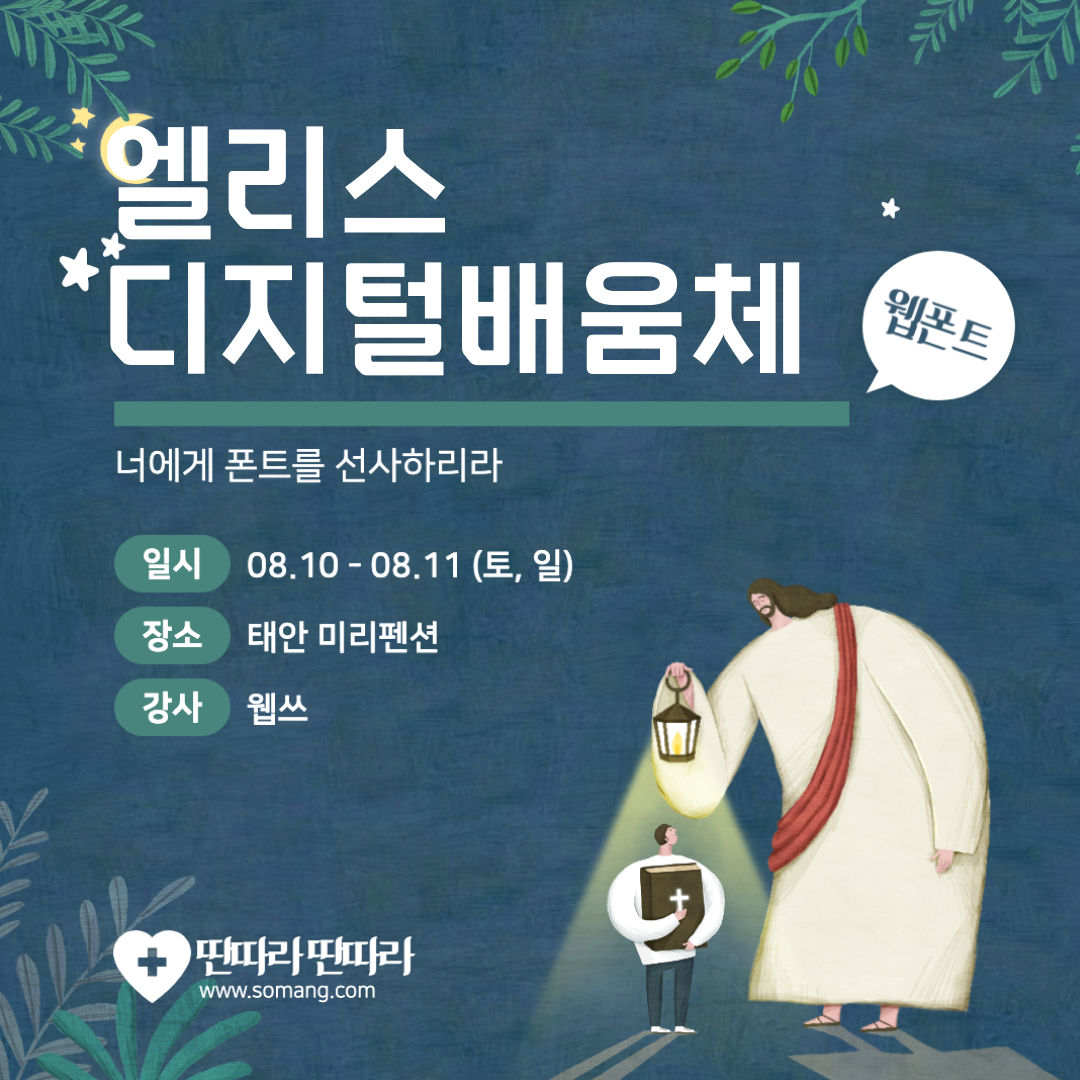 엘리스
디지털배움체
웹폰트
너에게 폰트를 선사하리라
일시 08.10 - 08.11 (토, 일)
장소 태안 미리펜션
강사 웹쓰
딴따라딴따라
www.somang.com